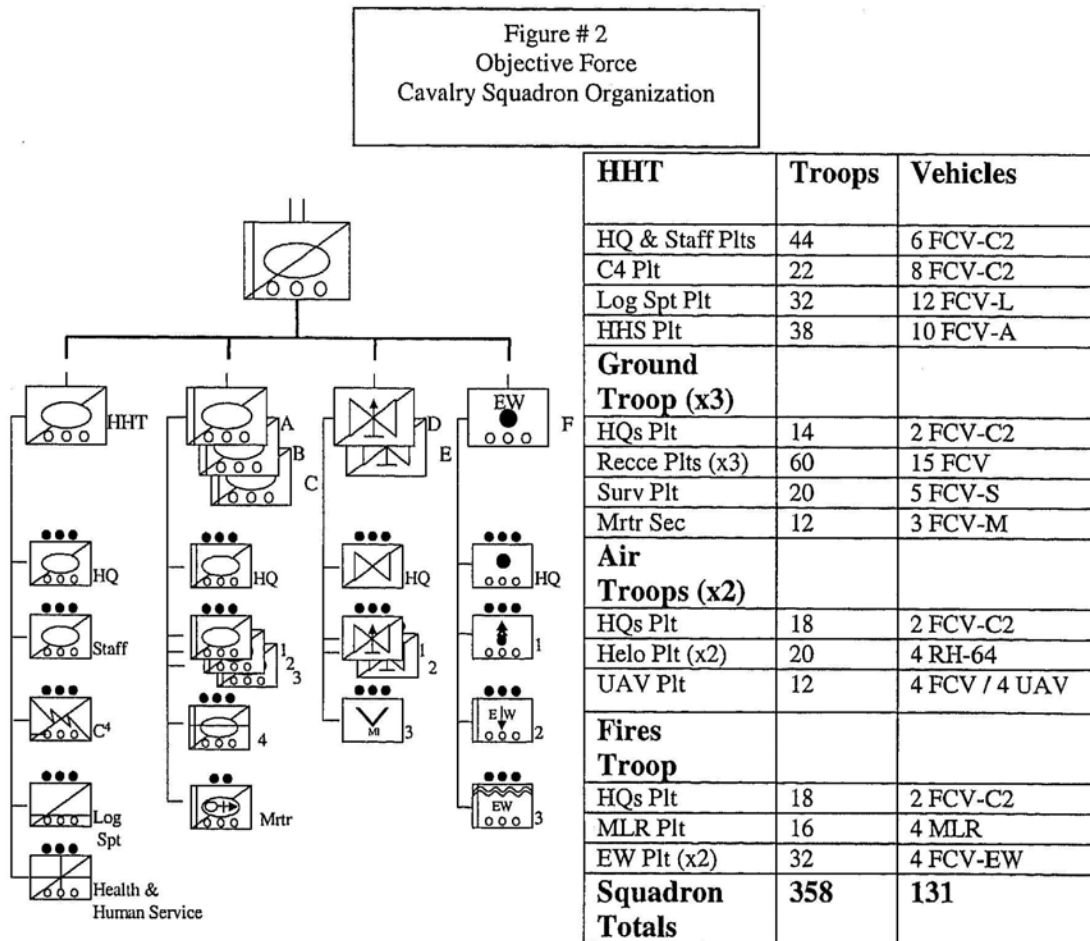 Figure # 2
Objective Force
Cavalry Squadron Organization
HHT
A
B
C
D
E
EW
F
HQ
HQ
HQ
HQ
Staff
1
2
3
1
2
1
C4
4
MI
3
E W
2
Log
Spt
Mrtr
EW
3
Health &
Human Service
HHT Troops Vehicles
HQ & Staff Plts 44 6 FCV-C2
C4 Plt 22 8 FCV-C2
Log Spt Plt 32 12 FCV-L
HHS Plt 38 10 FCV-A
Ground
Troop (x3)
HQs Plt 14 2 FCV-C2
Recce Plts (x3) 60 15 FCV
Surv Plt 20 5 FCV-S
Mrtr Sec 12 3 FCV-M
Air
Troops (x2)
HQs Plt 18 2 FCV-C2
Helo Plt (x2) 20 4 RH-64
UAV Plt 12 4 FCV / 4 UAV
Fires
Troop
HQs Plt 18 2 FCV-C2
MLR Plt 16 4 MLR
EW Plt (x2) 32 4 FCV-EW
Squadron 358 131
Totals